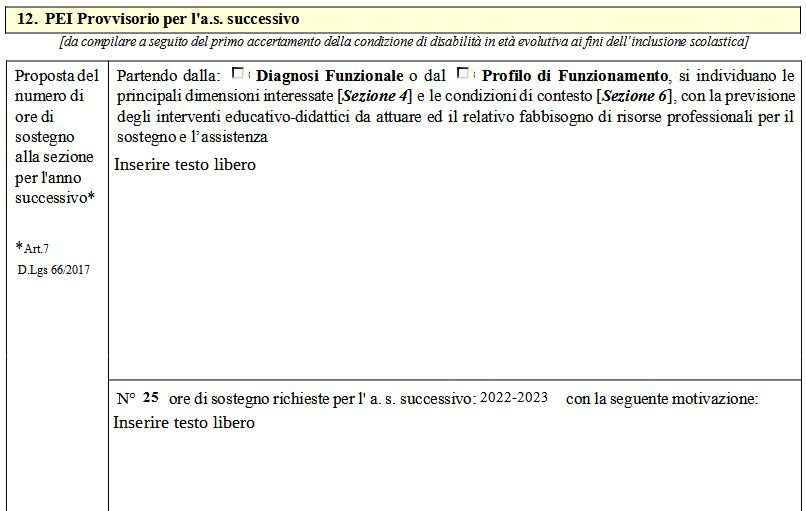 12. PEI Provvisorio per l'a.s. successivo
[da compilare a seguito del primo accertamento della condizione di disabilità in età evolutiva ai fini dell'inclusione scolastica]
Proposta del
numero di
ore di
sostegno
alla sezione
per l'anno
successivo*
*Art.7
D.Lgs 66/2017
Partendo dalla: ☐ Diagnosi Funzionale o dal ☐ Profilo di Funzionamento, si individuano le
principali dimensioni interessate [Sezione 4] e le condizioni di contesto [Sezione 6], con la previsione
degli interventi educativo-didattici da attuare ed il relativo fabbisogno di risorse professionali per il
sostegno e l'assistenza
Inserire testo libero
N° 25 ore di sostegno richieste per l' a. s. successivo: 2022-2023 con la seguente motivazione:
Inserire testo libero